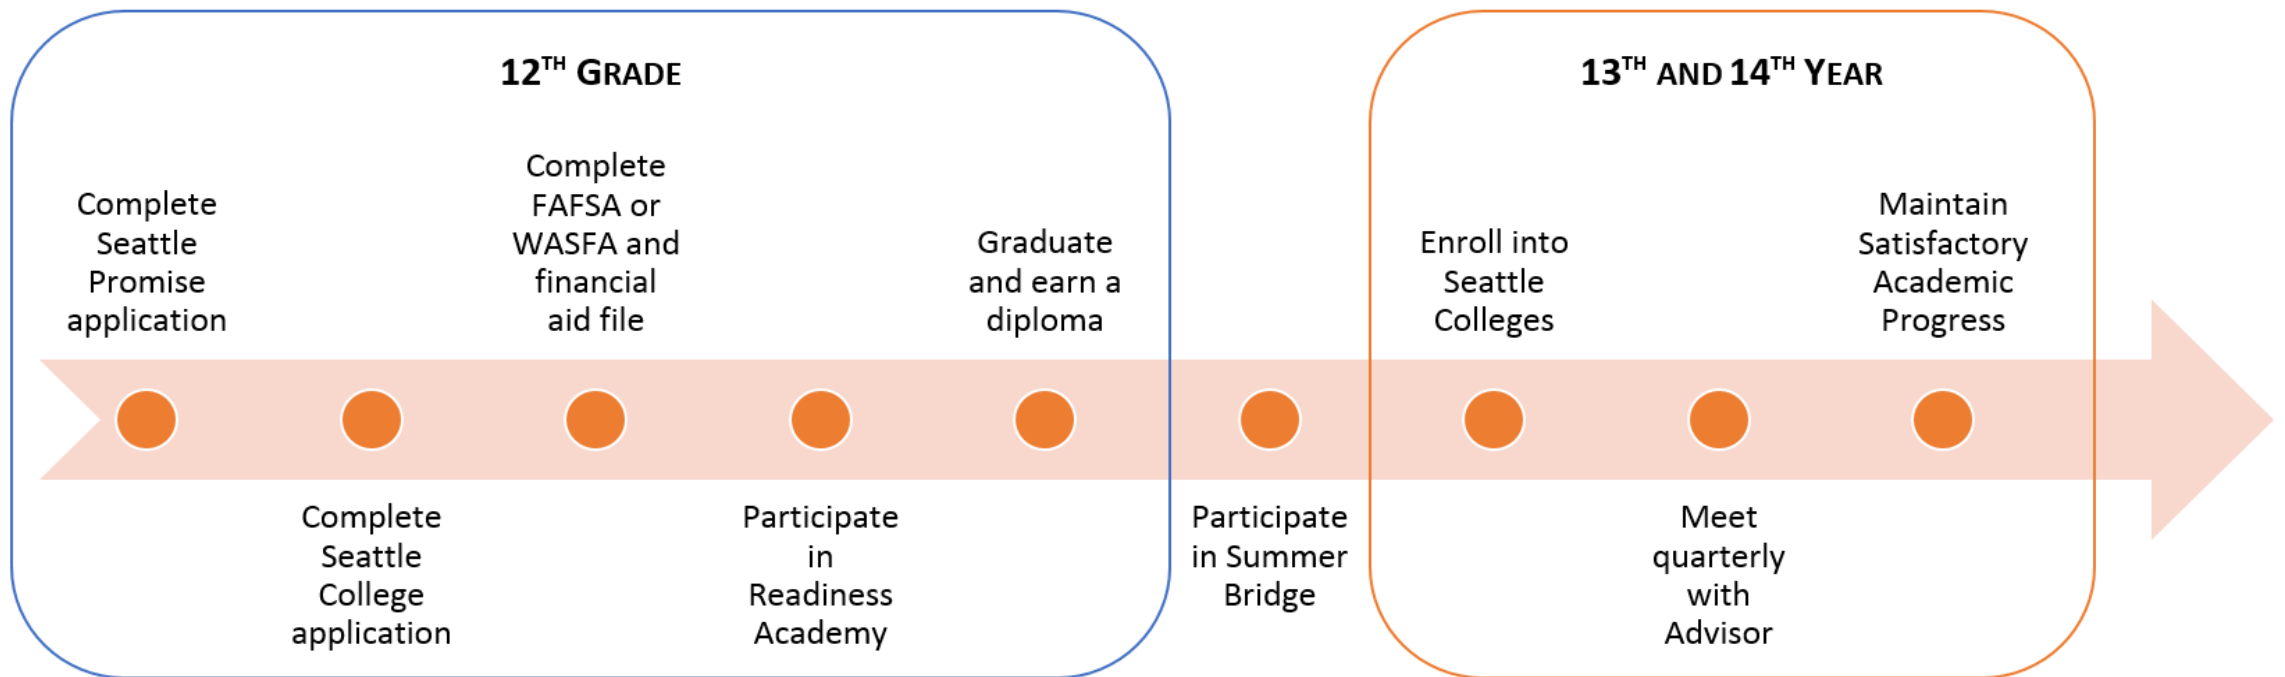 12TH GRADE
Complete
Seattle
Promise
application
Complete
Seattle
College
application
Complete
FAFSA or
WASFA and
financial
aid file
Participate
in
Readiness
Academy
Graduate
and earn a
diploma
Participate
in Summer
Bridge
13TH AND 14TH YEAR
Enroll into
Seattle
Colleges
Meet
quarterly
with
Advisor
Maintain
Satisfactory
Academic
Progress